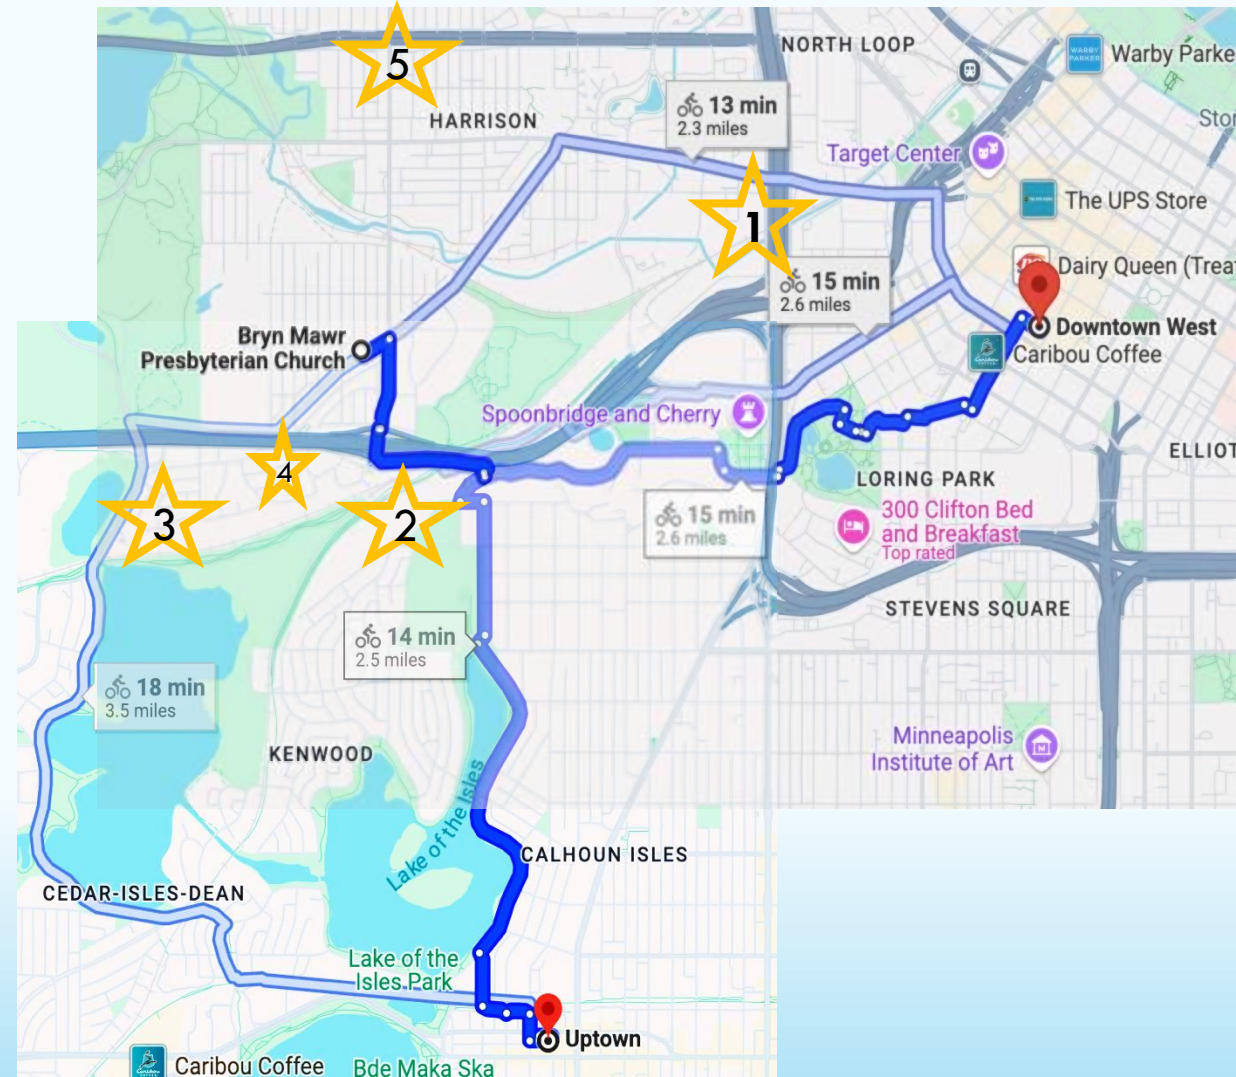 5
NORTH LOOP
WARBY
PARKER
Warby Parke
HARRISON
13 min
2.3 miles
Stor
Target Center
1
The UPS Store
15 min
2.6 miles
Dairy Queen (Treat
Bryn Mawr
Presbyterian Church
Downtown West
Caribou Coffee
Spoonbridge and Cherry
4
ELLIOT
3
2
LORING PARK
15 min
2.6 miles
300 Clifton Bed
and Breakfast
Top rated
STEVENS SQUARE
14 min
2.5 miles
18 min
3.5 miles
KENWOOD
Minneapolis
Institute of Art
Lake of the Isles
CALHOUN ISLES
CEDAR-ISLES-DEAN
Lake of the
Isles Park
Uptown
Caribou Coffee
Bde Maka Ska